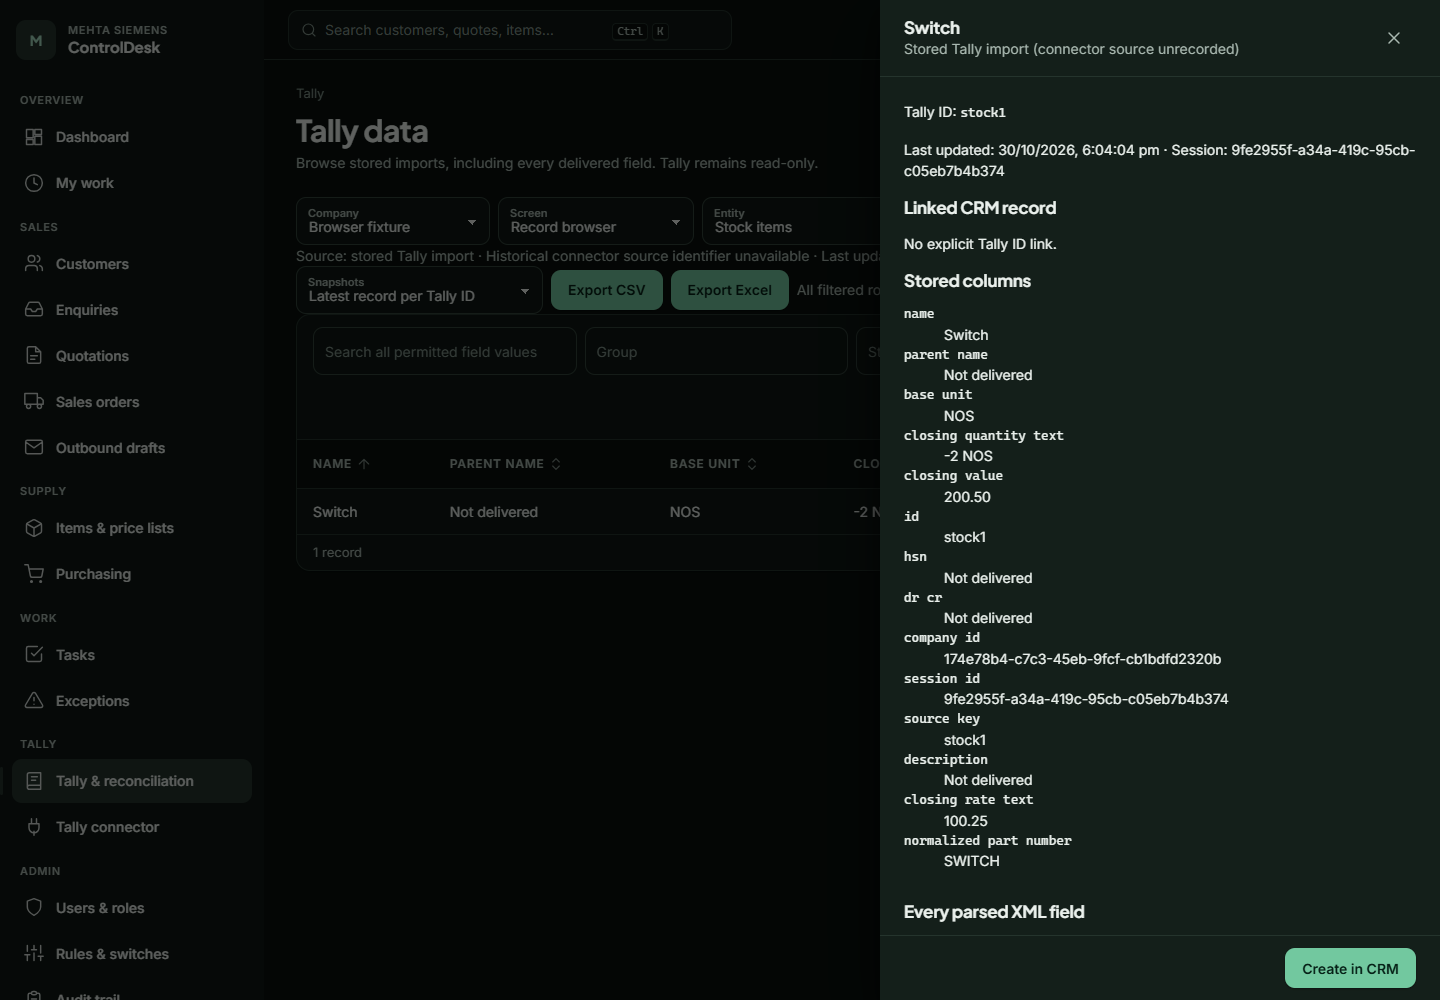 M
MEHTA SIEMENS
ControlDesk
OVERVIEW
Dashboard
My work
SALES
Customers
Enquiries
Quotations
Sales orders
Outbound drafts
SUPPLY
Items & price lists
Purchasing
WORK
Tasks
Exceptions
TALLY
Tally & reconciliation
Tally connector
ADMIN
Users & roles
Rules & switches
Audit trail
Search customers, quotes, items... Ctrl K
Tally
Tally data
Browse stored imports, including every delivered field. Tally remains read-only.
Company
Browser fixture
Screen
Record browser
Entity
Stock items
Source: stored Tally import · Historical connector source identifier unavailable · Last upda
Snapshots
Latest record per Tally ID
Export CSV
Export Excel
All filtered ro
Search all permitted field values
Group
St
NAME PARENT NAME BASE UNIT CLO
Switch Not delivered NOS -2 N
1 record
Switch
Stored Tally import (connector source unrecorded)
Tally ID: stock1
Last updated: 30/10/2026, 6:04:04 pm · Session: 9fe2955f-a34a-419c-95cb-
c05eb7b4b374
Linked CRM record
No explicit Tally ID link.
Stored columns
name
Switch
parent name
Not delivered
base unit
NOS
closing quantity text
-2 NOS
closing value
200.50
id
stock1
hsn
Not delivered
dr cr
Not delivered
company id
174e78b4-c7c3-45eb-9fcf-cb1bdfd2320b
session id
9fe2955f-a34a-419c-95cb-c05eb7b4b374
source key
stock1
description
Not delivered
closing rate text
100.25
normalized part number
SWITCH
Every parsed XML field
Create in CRM